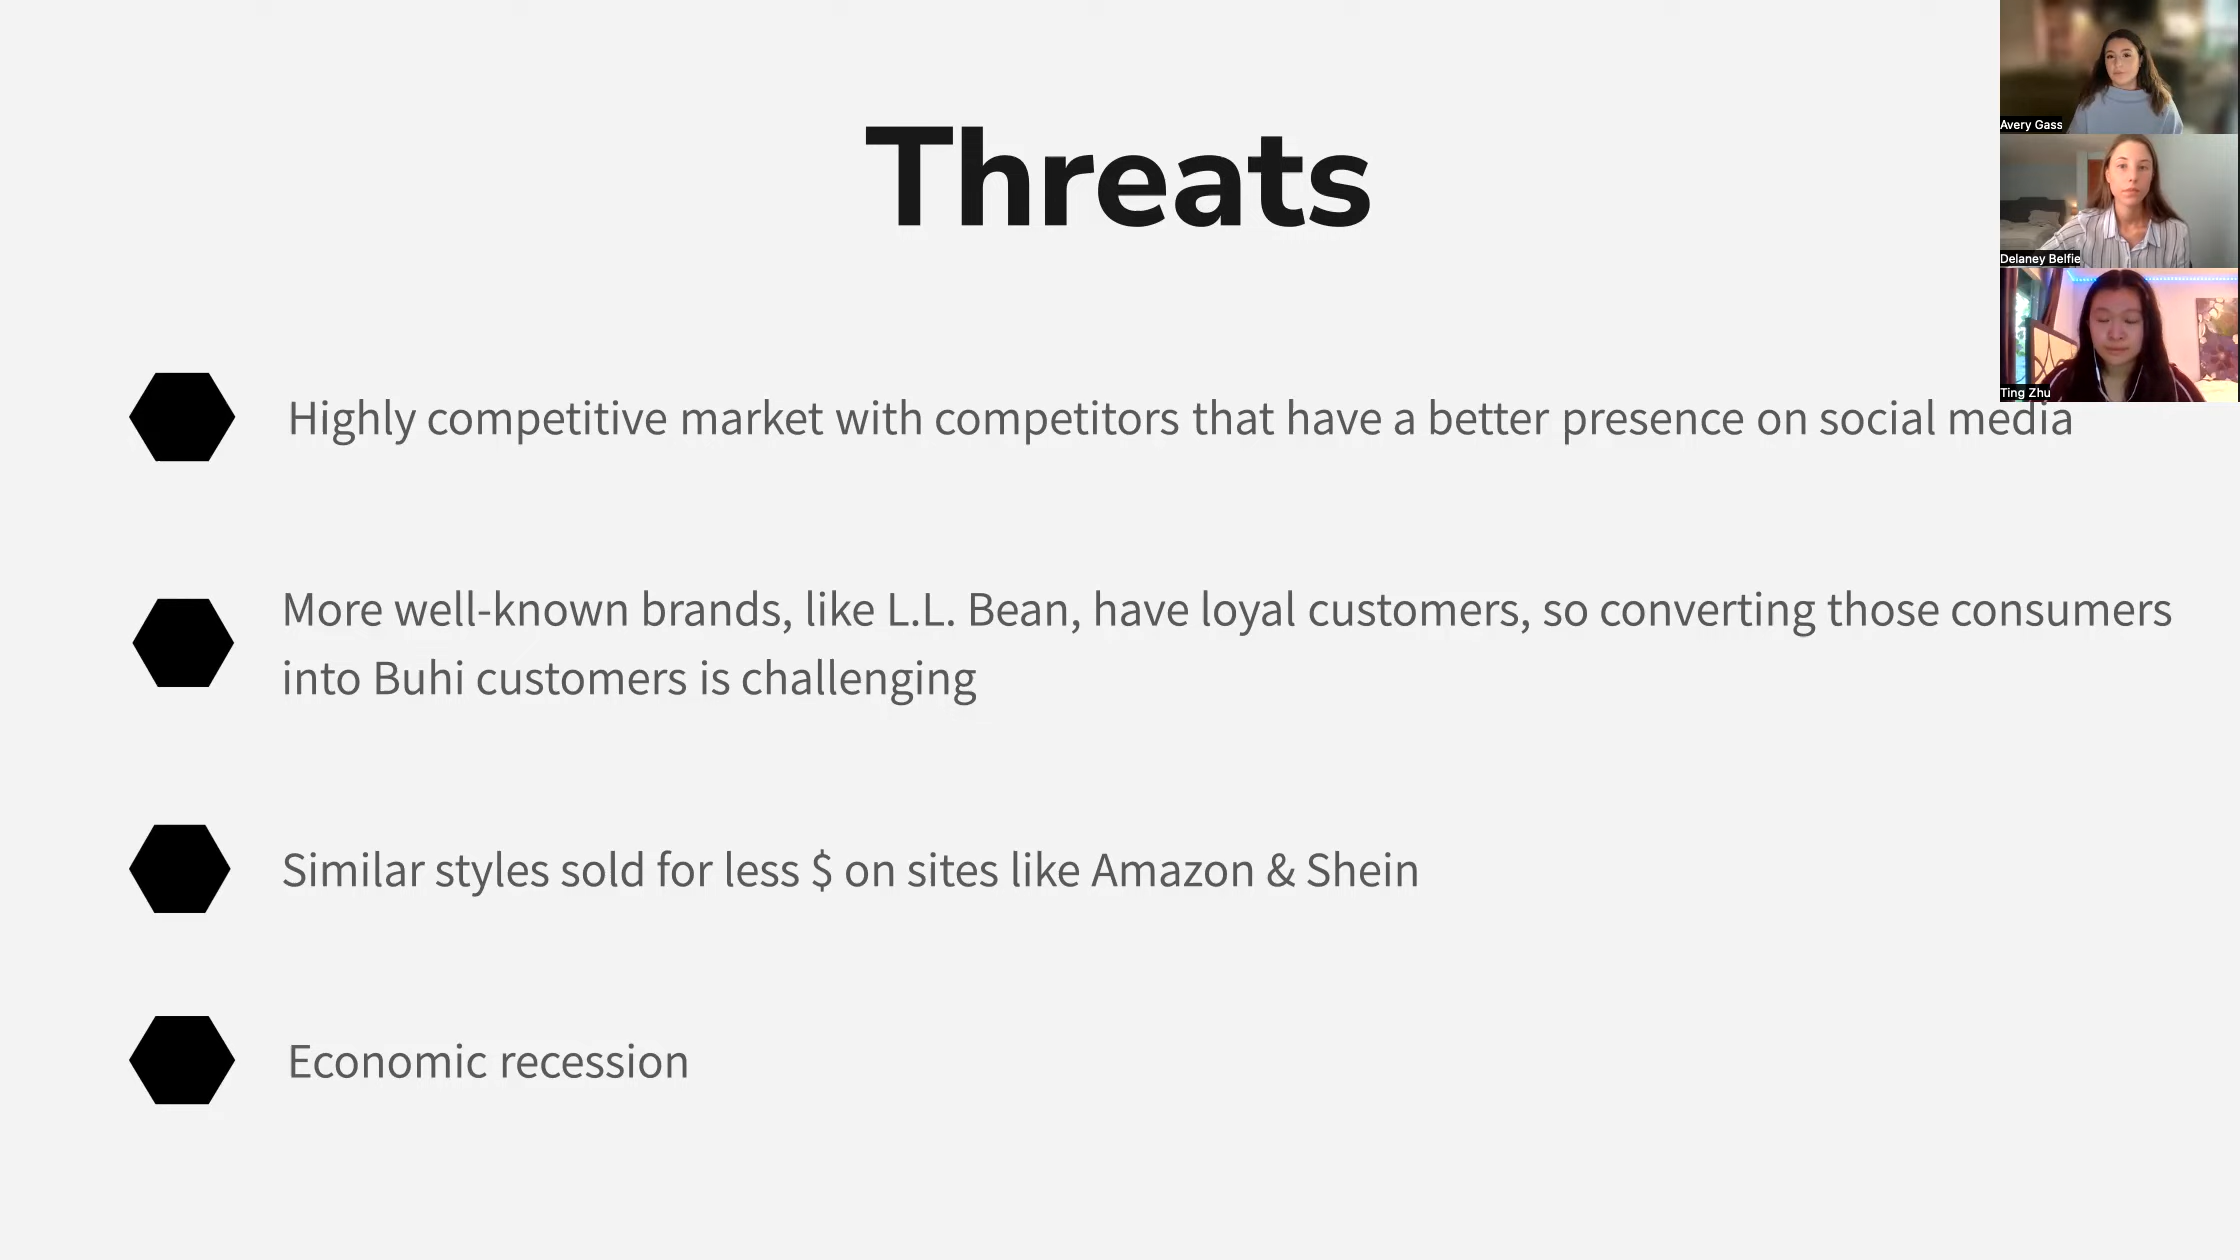 Threats
Avery Gass
Delaney Belfie
Ting Zhu
Highly competitive market with competitors that have a better presence on social media
More well-known brands, like L.L. Bean, have loyal customers, so converting those consumers
into Buhi customers is challenging
Similar styles sold for less $ on sites like Amazon & Shein
Economic recession